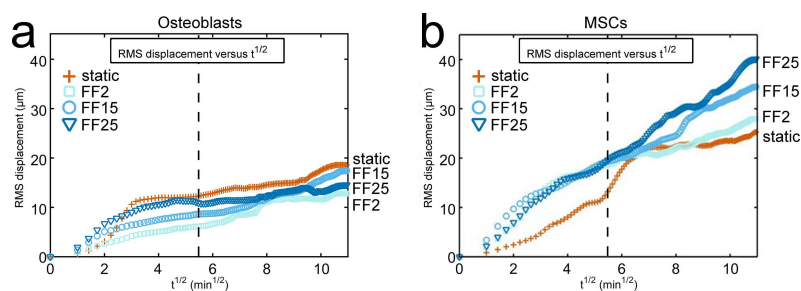 a
Osteoblasts
RMS displacement versus t1/2
static
FF2
FF15
FF25
RMS displacement (μm)
40
30
20
10
0
0 2 4 6 8 10
t1/2 (min1/2)
static
FF15
FF25
FF2
b
MSCs
RMS displacement versus t1/2
static
FF2
FF15
FF25
RMS displacement (μm)
40
30
20
10
0
0 2 4 6 8 10
t1/2 (min1/2)
FF25
FF15
FF2
static